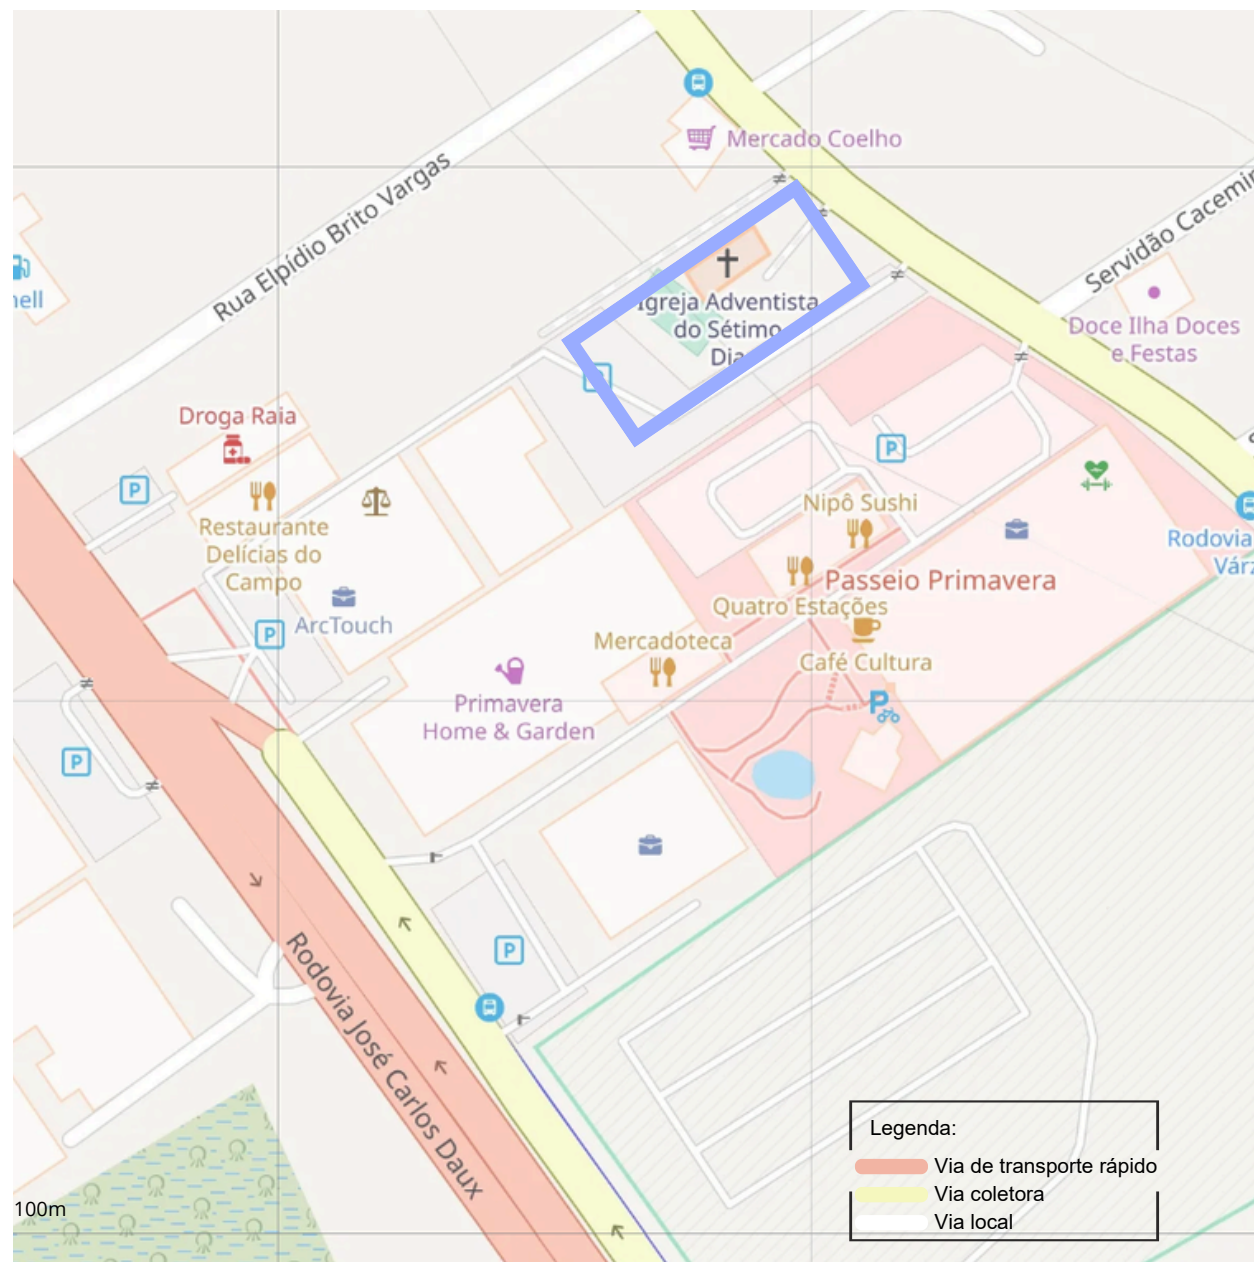 Mercado Coelho
Rua Elpídio Brito Vargas
Servidão Cacemir
Igreja Adventista
do Sétimo
Dia
Doce Ilha Doces
e Festas
Droga Raia
P
P
Restaurante
Delícias do
Campo
ArcTouch
P
Nipô Sushi
Passeio Primavera
Quatro Estações
Mercadoteca
Café Cultura
P
Rodovia
Várz
Primavera
Home & Garden
P
P
Rodovia José Carlos Daux
100m
Legenda:
Via de transporte rápido
Via coletora
Via local